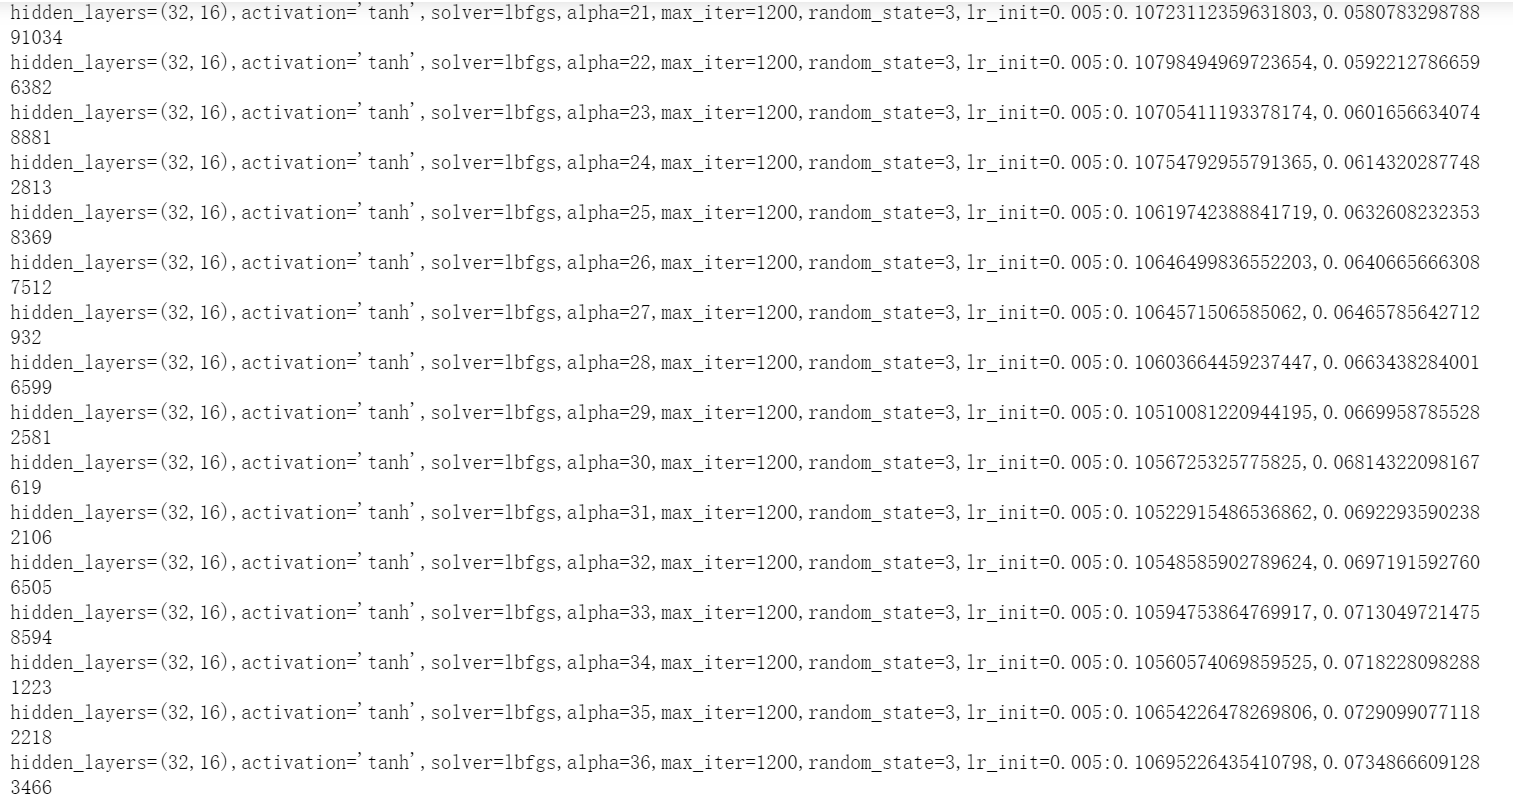 hidden_layers=(32,16),activation='tanh',solver=lbfgs,alpha=21,max_iter=1200,random_state=3,lr_init=0.005:0.10723112359631803,0.0580783298788
91034
hidden_layers=(32,16),activation='tanh',solver=lbfgs,alpha=22,max_iter=1200,random_state=3,lr_init=0.005:0.10798494969723654,0.0592212786659
6382
hidden_layers=(32,16),activation='tanh',solver=lbfgs,alpha=23,max_iter=1200,random_state=3,lr_init=0.005:0.10705411193378174,0.0601656634074
8881
hidden_layers=(32,16),activation='tanh',solver=lbfgs,alpha=24,max_iter=1200,random_state=3,lr_init=0.005:0.10754792955791365,0.0614320287748
2813
hidden_layers=(32,16),activation='tanh',solver=lbfgs,alpha=25,max_iter=1200,random_state=3,lr_init=0.005:0.10619742388841719,0.0632608232353
8369
hidden_layers=(32,16),activation='tanh',solver=lbfgs,alpha=26,max_iter=1200,random_state=3,lr_init=0.005:0.10646499836552203,0.0640665666308
7512
hidden_layers=(32,16),activation='tanh',solver=lbfgs,alpha=27,max_iter=1200,random_state=3,lr_init=0.005:0.1064571506585062,0.06465785642712
932
hidden_layers=(32,16),activation='tanh',solver=lbfgs,alpha=28,max_iter=1200,random_state=3,lr_init=0.005:0.10603664459237447,0.0663438284001
6599
hidden_layers=(32,16),activation='tanh',solver=lbfgs,alpha=29,max_iter=1200,random_state=3,lr_init=0.005:0.10510081220944195,0.0669958785528
2581
hidden_layers=(32,16),activation='tanh',solver=lbfgs,alpha=30,max_iter=1200,random_state=3,lr_init=0.005:0.1056725325775825,0.06814322098167
619
hidden_layers=(32,16),activation='tanh',solver=lbfgs,alpha=31,max_iter=1200,random_state=3,lr_init=0.005:0.10522915486536862,0.0692293590238
2106
hidden_layers=(32,16),activation='tanh',solver=lbfgs,alpha=32,max_iter=1200,random_state=3,lr_init=0.005:0.10548585902789624,0.0697191592760
6505
hidden_layers=(32,16),activation='tanh',solver=lbfgs,alpha=33,max_iter=1200,random_state=3,lr_init=0.005:0.10594753864769917,0.0713049721475
8594
hidden_layers=(32,16),activation='tanh',solver=lbfgs,alpha=34,max_iter=1200,random_state=3,lr_init=0.005:0.10560574069859525,0.0718228098288
1223
hidden_layers=(32,16),activation='tanh',solver=lbfgs,alpha=35,max_iter=1200,random_state=3,lr_init=0.005:0.10654226478269806,0.0729099077118
2218
hidden_layers=(32,16),activation='tanh',solver=lbfgs,alpha=36,max_iter=1200,random_state=3,lr_init=0.005:0.10695226435410798,0.0734866609128
3466